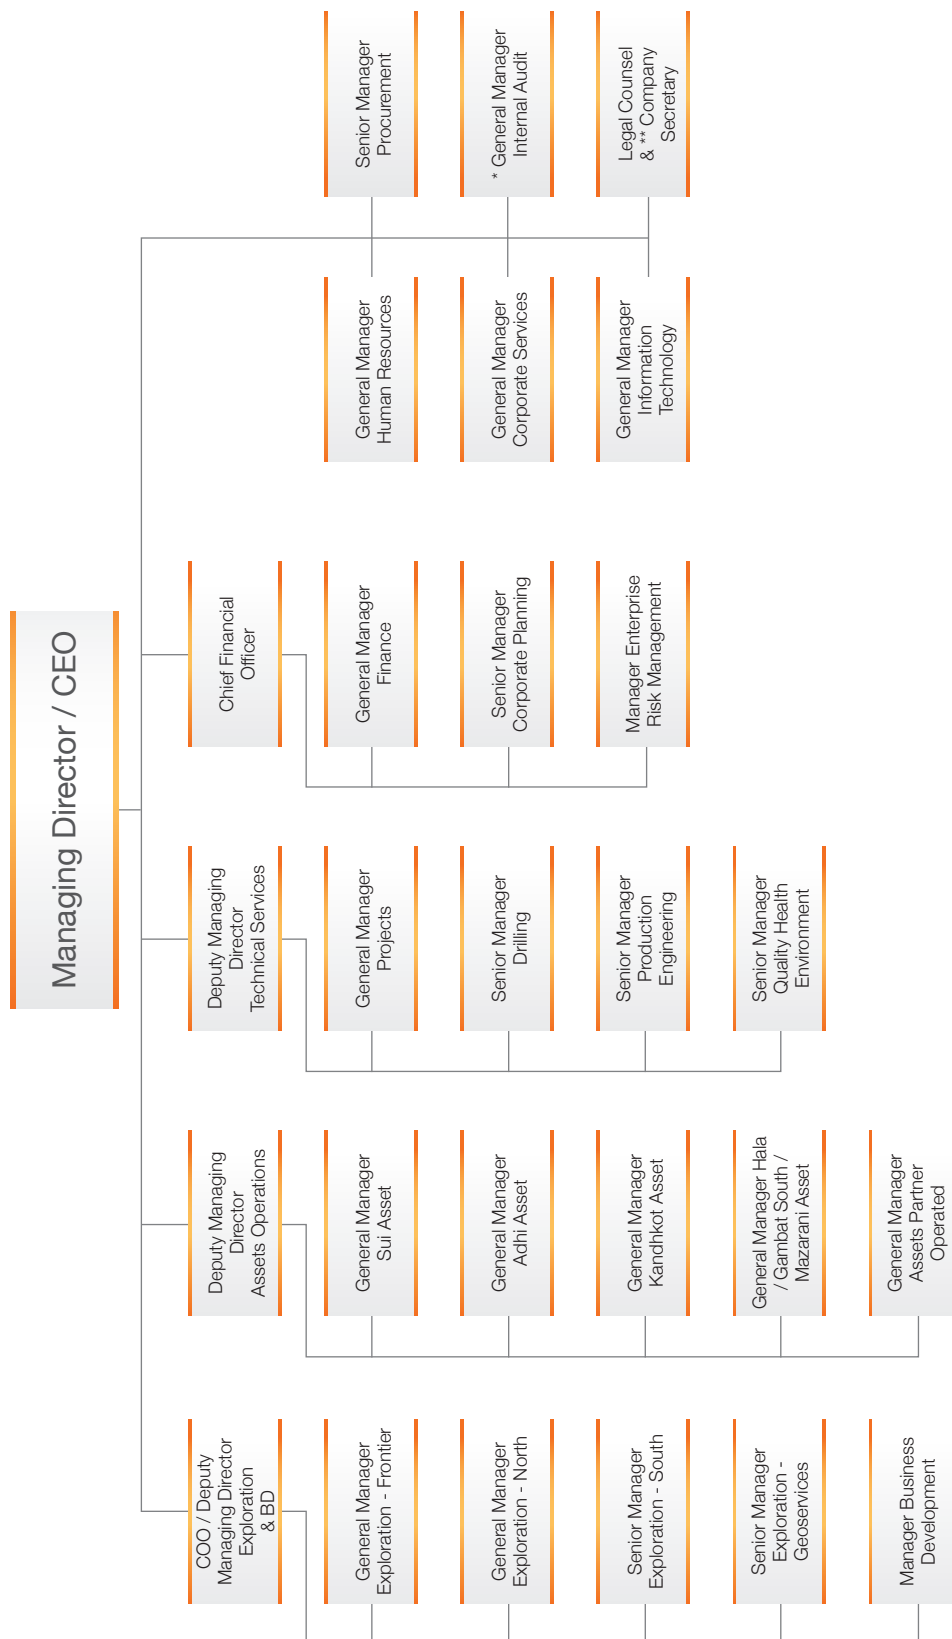 Managing Director / CEO
COO / Deputy
Managing Director
Exploration
& BD
General Manager
Exploration - Frontier
General Manager
Exploration - North
Senior Manager
Exploration - South
Senior Manager
Exploration -
Geoservices
Manager Business
Development
Deputy Managing
Director
Assets Operations
General Manager
Sui Asset
General Manager
Adhi Asset
General Manager
Kandhkot Asset
General Manager Hala
/ Gambat South /
Mazarani Asset
General Manager
Assets Partner
Operated
Deputy Managing
Director
Technical Services
General Manager
Projects
Senior Manager
Drilling
Senior Manager
Production
Engineering
Senior Manager
Quality Health
Environment
Chief Financial
Officer
General Manager
Finance
Senior Manager
Corporate Planning
Manager Enterprise
Risk Management
General Manager
Human Resources
General Manager
Corporate Services
General Manager
Information
Technology
Senior Manager
Procurement
* General Manager
Internal Audit
Legal Counsel
& ** Company
Secretary